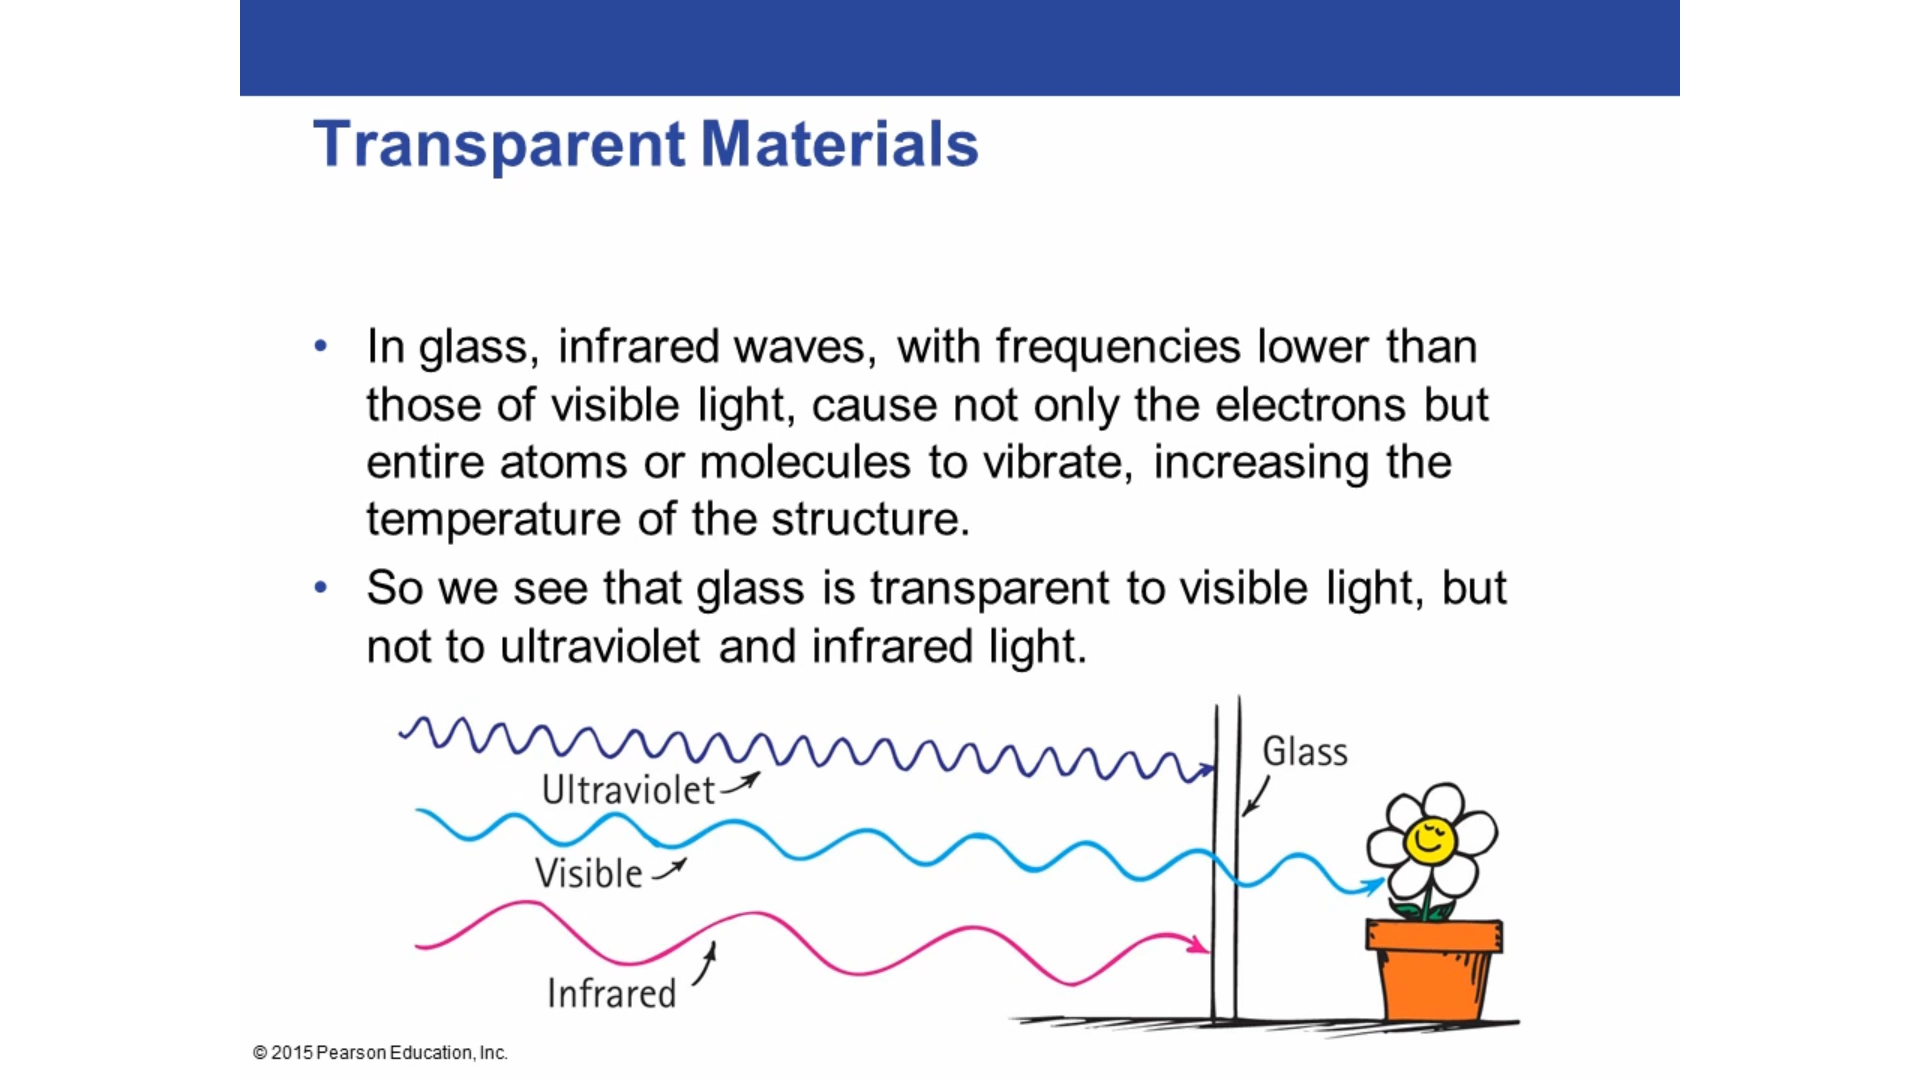 Transparent Materials
• In glass, infrared waves, with frequencies lower than
those of visible light, cause not only the electrons but
entire atoms or molecules to vibrate, increasing the
temperature of the structure.
• So we see that glass is transparent to visible light, but
not to ultraviolet and infrared light.
Glass
Ultraviolet
Visible
Infrared
© 2015 Pearson Education, Inc.